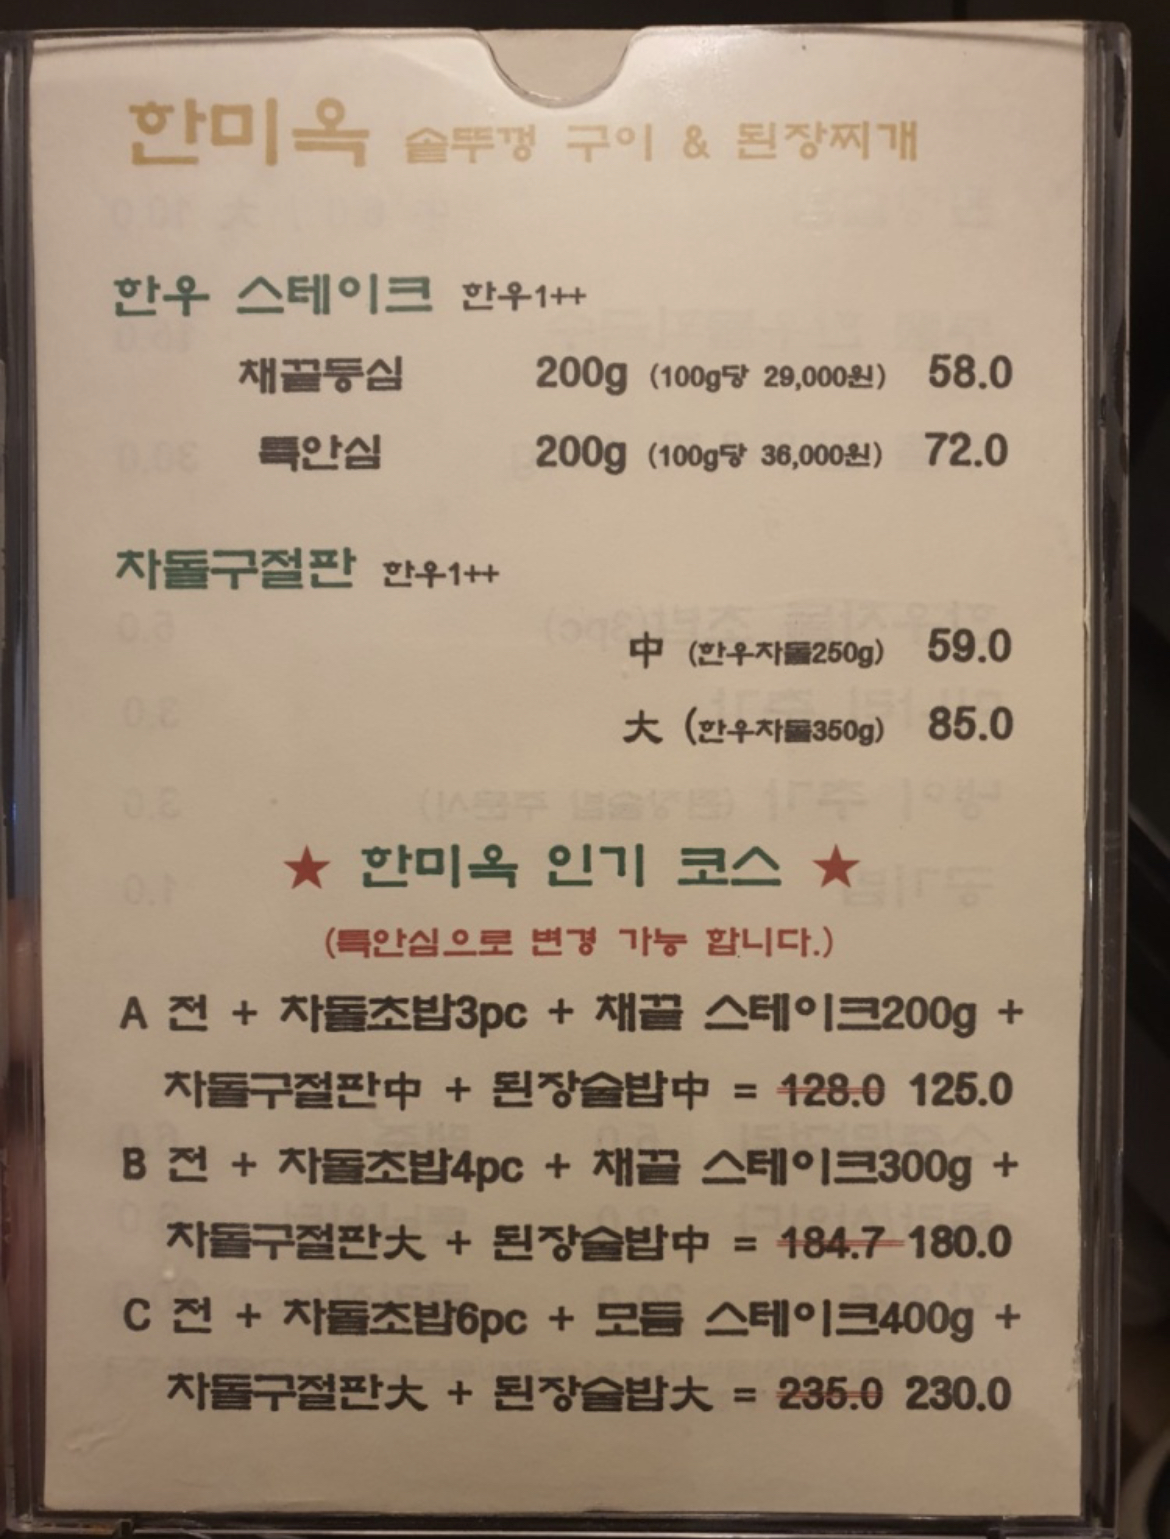 한미옥 솥뚜껑 구이 & 된장찌개
한우 스테이크 한우1++
채끝등심 200g (100g당 29,000원) 58.0
특안심 200g (100g당 36,000원) 72.0
차돌구절판 한우1++
中 (한우차돌250g) 59.0
大 (한우차돌350g) 85.0
★ 한미옥 인기 코스 ★
(특안심으로 변경 가능 합니다.)
A 전 + 차돌초밥3pc + 채끝 스테이크200g +
차돌구절판中 + 된장술밥中 = 128.0 125.0
B 전 + 차돌초밥4pc + 채끝 스테이크300g +
차돌구절판大 + 된장술밥中 = 184.7 180.0
C 전 + 차돌초밥6pc + 모듬 스테이크400g +
차돌구절판大 + 된장술밥大 = 235.0 230.0